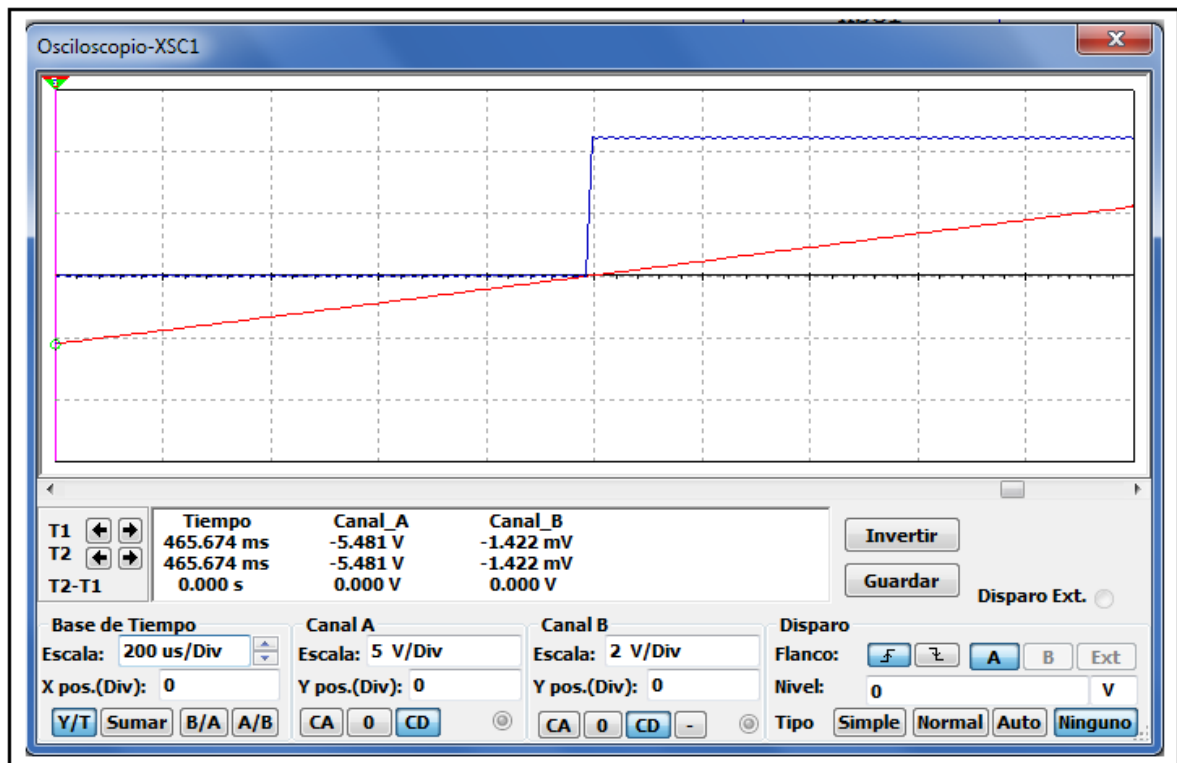 Osciloscopio-XSC1
Tiempo Canal_A Canal_B
T1 465.674 ms -5.481 V -1.422 mV
T2 465.674 ms -5.481 V -1.422 mV
T2-T1 0.000 s 0.000 V 0.000 V
Invertir
Guardar
Disparo Ext.
Base de Tiempo
Escala: 200 us/Div
X pos.(Div): 0
Y/T Sumar B/A A/B
Canal A
Escala: 5 V/Div
Y pos.(Div): 0
CA 0 CD
Canal B
Escala: 2 V/Div
Y pos.(Div): 0
CA 0 CD -
Disparo
Flanco: A B Ext
Nivel: 0 V
Tipo Simple Normal Auto Ninguno